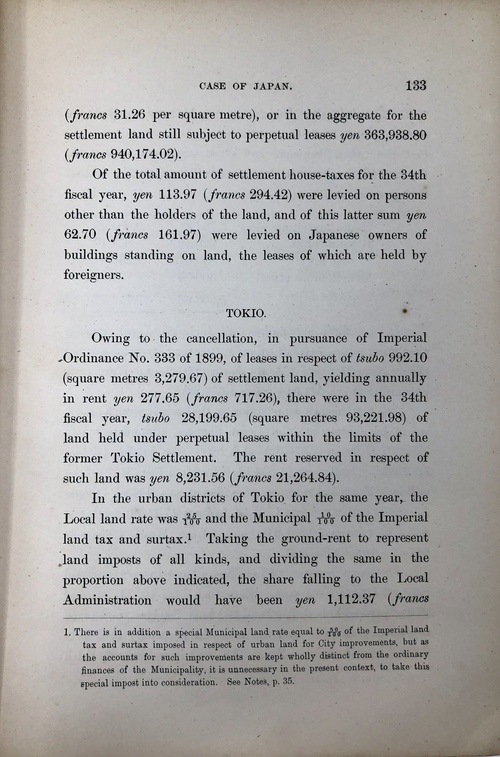 CASE OF JAPAN. 133
(francs 31.26 per square metre), or in the aggregate for the
settlement land still subject to perpetual leases yen 363,938.80
(francs 940,174.02).
Of the total amount of settlement house-taxes for the 34th
fiscal year, yen 113.97 (francs 294.42) were levied on persons
other than the holders of the land, and of this latter sum yen
62.70 (francs 161.97) were levied on Japanese owners of
buildings standing on land, the leases of which are held by
foreigners.
TOKIO.
Owing to the cancellation, in pursuance of Imperial
Ordinance No. 333 of 1899, of leases in respect of tsubo 992.10
(square metres 3,279.67) of settlement land, yielding annually
in rent yen 277.65 (francs 717.26), there were in the 34th
fiscal year, tsubo 28,199.65 (square metres 93,221.98) of
land held under perpetual leases within the limits of the
former Tokio Settlement. The rent reserved in respect of
such land was yen 8,231.56 (francs 21,264.84).
In the urban districts of Tokio for the same year, the
Local land rate was 25/100 and the Municipal 10/100 of the Imperial
land tax and surtax.1 Taking the ground-rent to represent
land imposts of all kinds, and dividing the same in the
proportion above indicated, the share falling to the Local
Administration would have been yen 1,112.37 (francs
1. There is in addition a special Municipal land rate equal to of the Imperial land
tax and surtax imposed in respect of urban land for City improvements, but as
the accounts for such improvements are kept wholly distinct from the ordinary
finances of the Municipality, it is unnecessary in the present context, to take this
special impost into consideration. See Notes, p. 35.